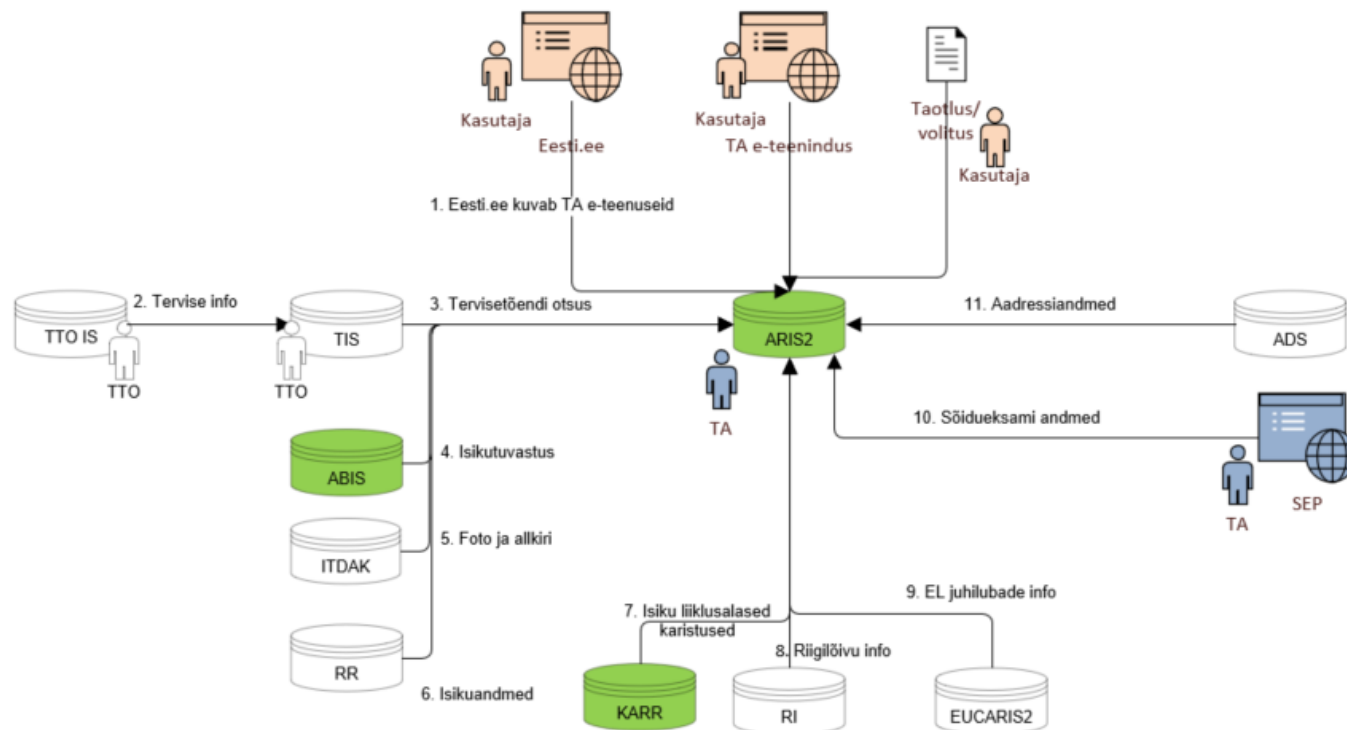 Kasutaja
Eesti.ee
Kasutaja
TA e-teenindus
Taotlus/
volitus
Kasutaja
1. Eesti.ee kuvab TA e-teenuseid
TTO IS
TTO
2. Tervise info
TIS
TTO
3. Tervisetõendi otsus
ARIS2
TA
11. Aadressiandmed
ADS
10. Sõidueksami andmed
TA
SEP
ABIS
4. Isikutuvastus
ITDAK
5. Foto ja allkiri
RR
6. Isikuandmed
7. Isiku liiklusalased
karistused
KARR
8. Riigilõivu info
RI
9. EL juhilubade info
EUCARIS2